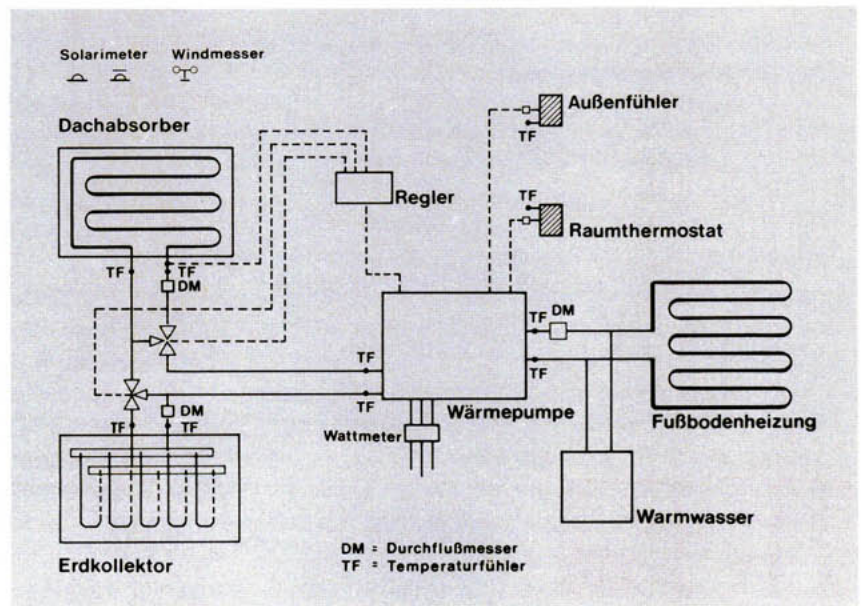 Solarimeter Windmesser
Dachabsorber
Außenfühler
TF
Regler
TF
Raumthermostat
TF TF
DM
TF DM
TF
TF
TF
DM
Wärmepumpe
Fußbodenheizung
TF TF
Wattmeter
Warmwasser
Erdkollektor
DM = Durchflußmesser
TF = Temperaturfühler